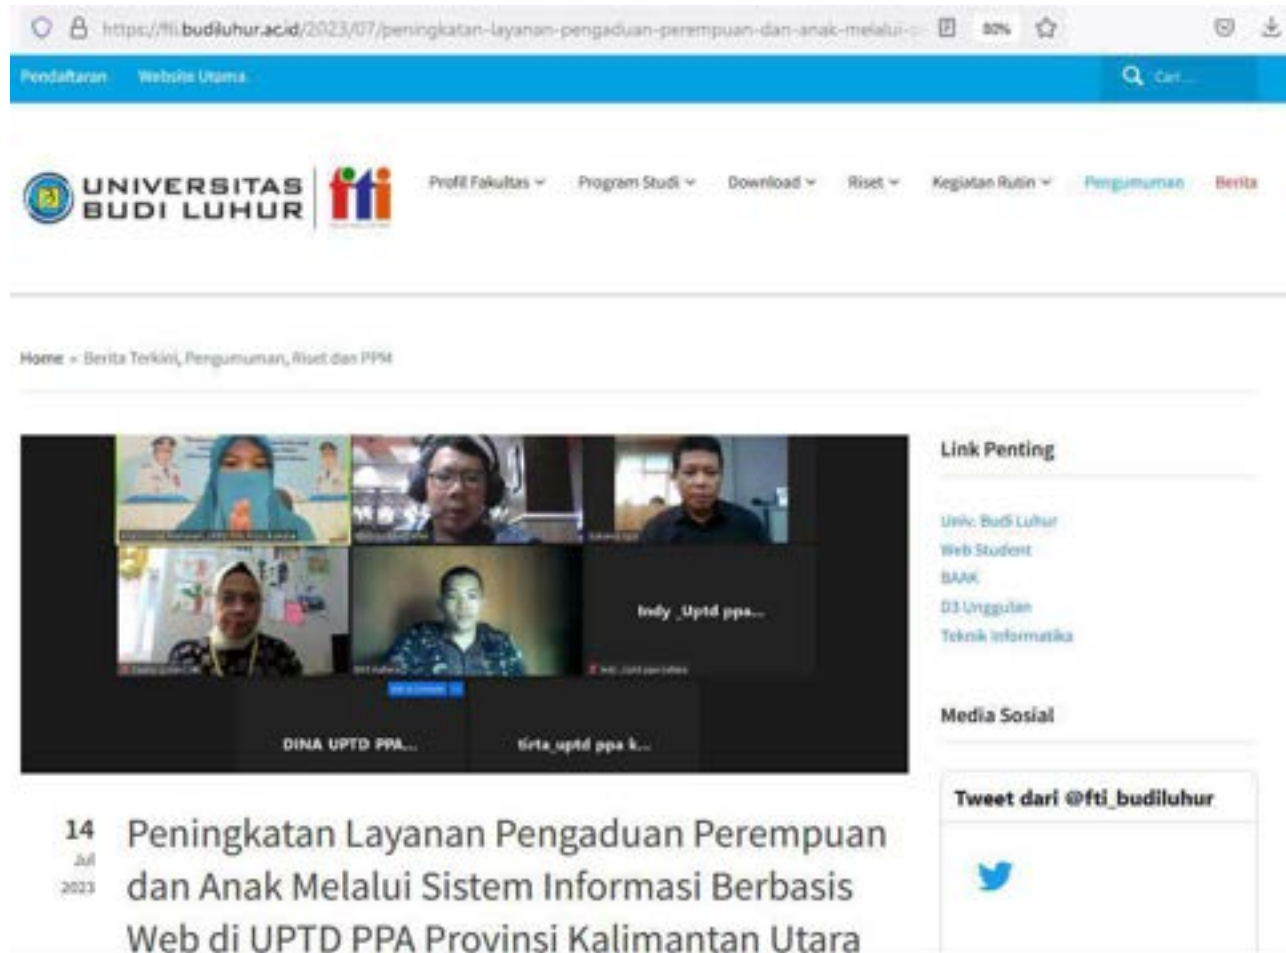 https://fti.budiluhur.ac.id/2023/07/peningkatan-layanan-pengaduan-perempuan-dan-anak-melalui-
80%
Pendaftaran Website Utama
Cari ...
UNIVERSITAS
BUDI LUHUR
fti
Profil Fakultas Program Studi Download Riset Kegiatan Rutin Pengumuman Berita
Home » Berita Terkini, Pengumuman, Riset dan PPM
Link Penting
Univ. Budi Luhur
Web Student
BAAK
D3 Unggulan
Teknik Informatika
Indy _Uptd ppa...
DINA UPTD PPA...
tirta_uptd ppa k...
Media Sosial
Tweet dari @fti_budiluhur
14
Jul
2023
Peningkatan Layanan Pengaduan Perempuan
dan Anak Melalui Sistem Informasi Berbasis
Web di UPTD PPA Provinsi Kalimantan Utara